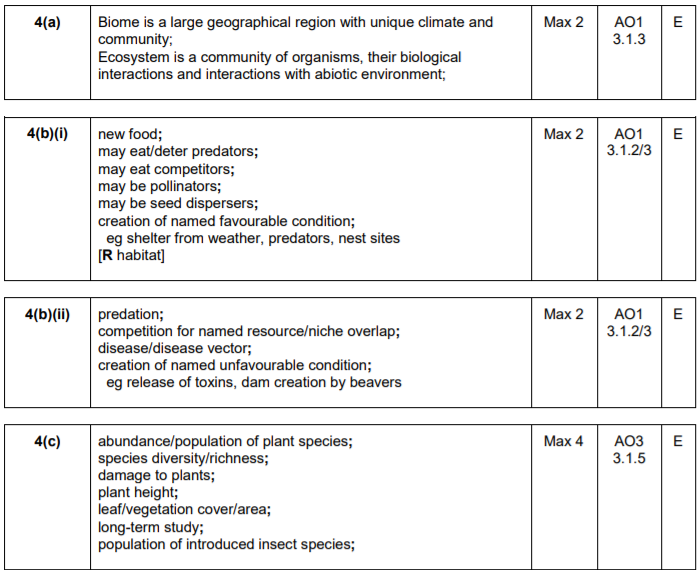 4(a) Biome is a large geographical region with unique climate and Max 2 AO1 E
community; 3.1.3
Ecosystem is a community of organisms, their biological
interactions and interactions with abiotic environment;
4(b)(i) new food; Max 2 AO1 E
may eat/deter predators; 3.1.2/3
may eat competitors;
may be pollinators;
may be seed dispersers;
creation of named favourable condition;
eg shelter from weather, predators, nest sites
[R habitat]
4(b)(ii) predation; Max 2 AO1 E
competition for named resource/niche overlap; 3.1.2/3
disease/disease vector;
creation of named unfavourable condition;
eg release of toxins, dam creation by beavers
4(c) abundance/population of plant species; Max 4 AO3 E
species diversity/richness; 3.1.5
damage to plants;
plant height;
leaf/vegetation cover/area;
long-term study;
population of introduced insect species;